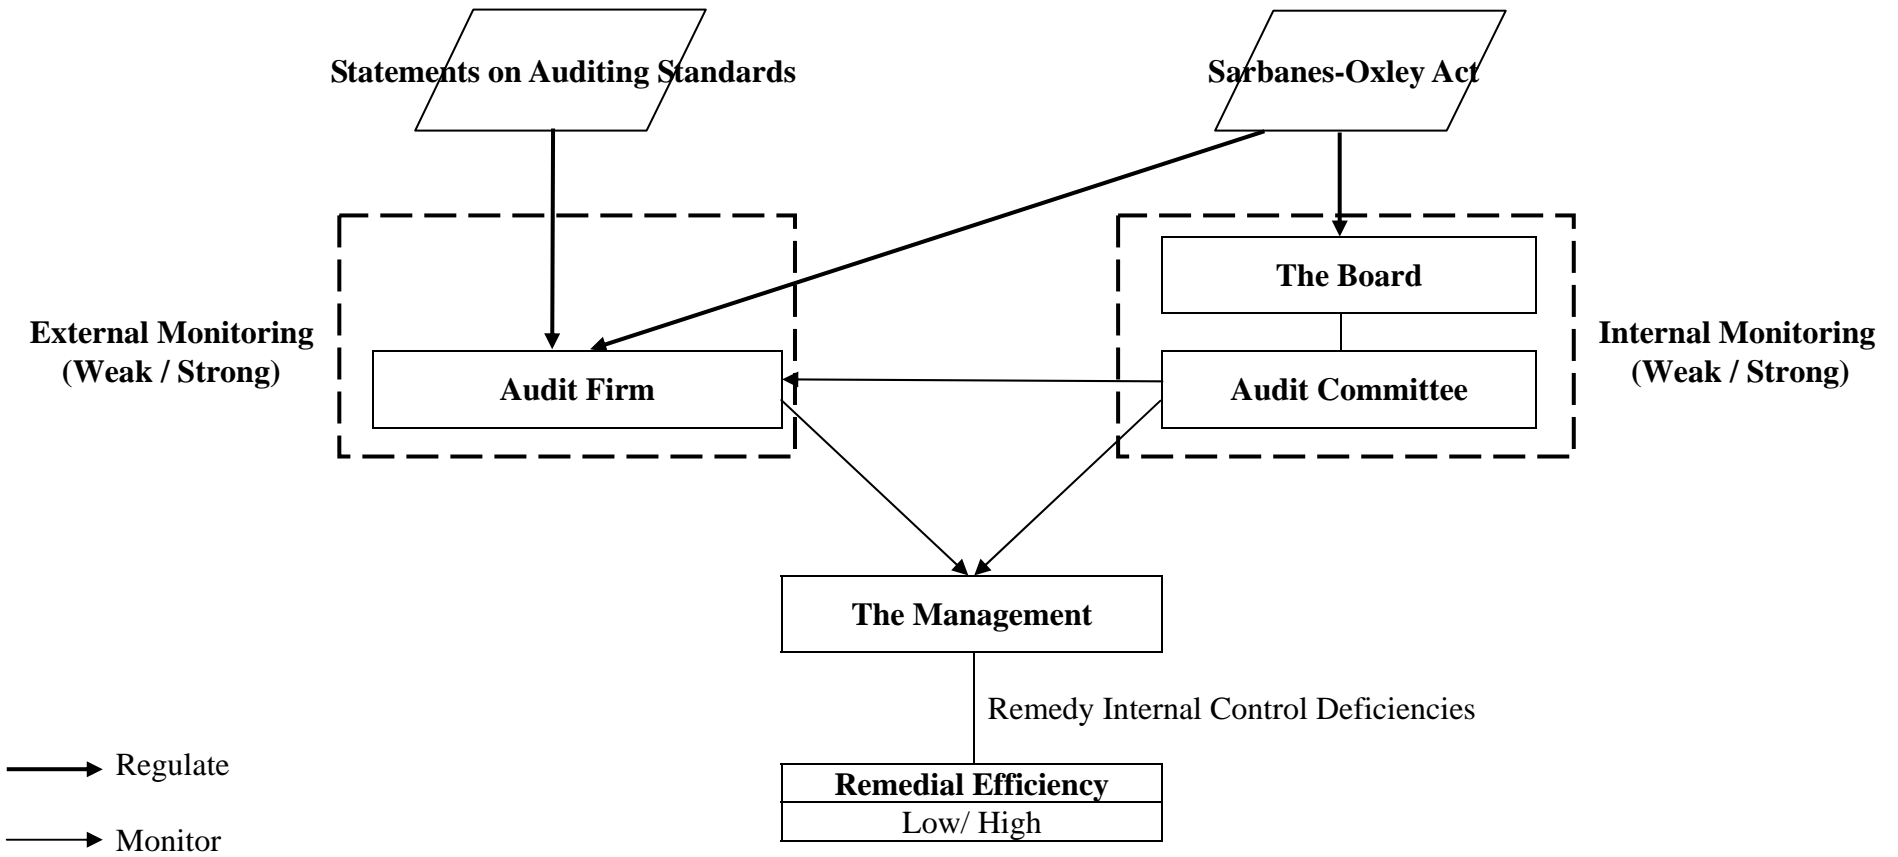 Statements on Auditing Standards
Sarbanes-Oxley Act
The Board
External Monitoring
(Weak / Strong)
Internal Monitoring
(Weak / Strong)
Audit Firm
Audit Committee
The Management
Remedy Internal Control Deficiencies
Regulate
Remedial Efficiency
Low/ High
Monitor